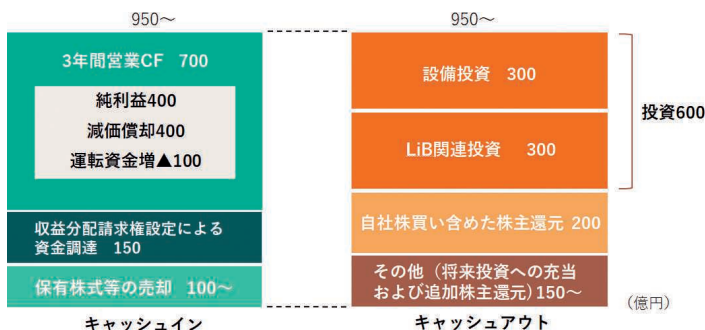 950～
3年間営業CF 700
純利益400
減価償却400
運転資金増▲100
収益分配請求権設定による
資金調達 150
保有株式等の売却 100～
キャッシュイン
950～
設備投資 300
LiB関連投資 300
投資600
自社株買い含めた株主還元 200
その他（将来投資への充当
および追加株主還元）150～
キャッシュアウト
（億円）